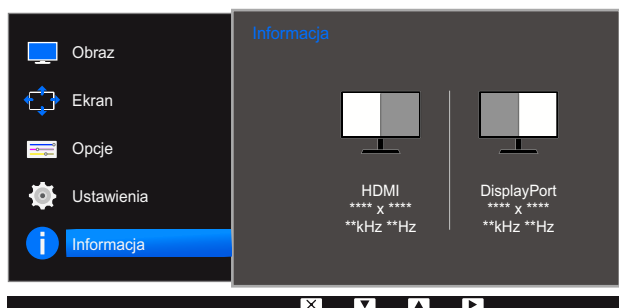 Informacja
Obraz
Ekran
Opcje
Ustawienia
Informacja
HDMI
**** x ****
**kHz **Hz
DisplayPort
**** x ****
**kHz **Hz